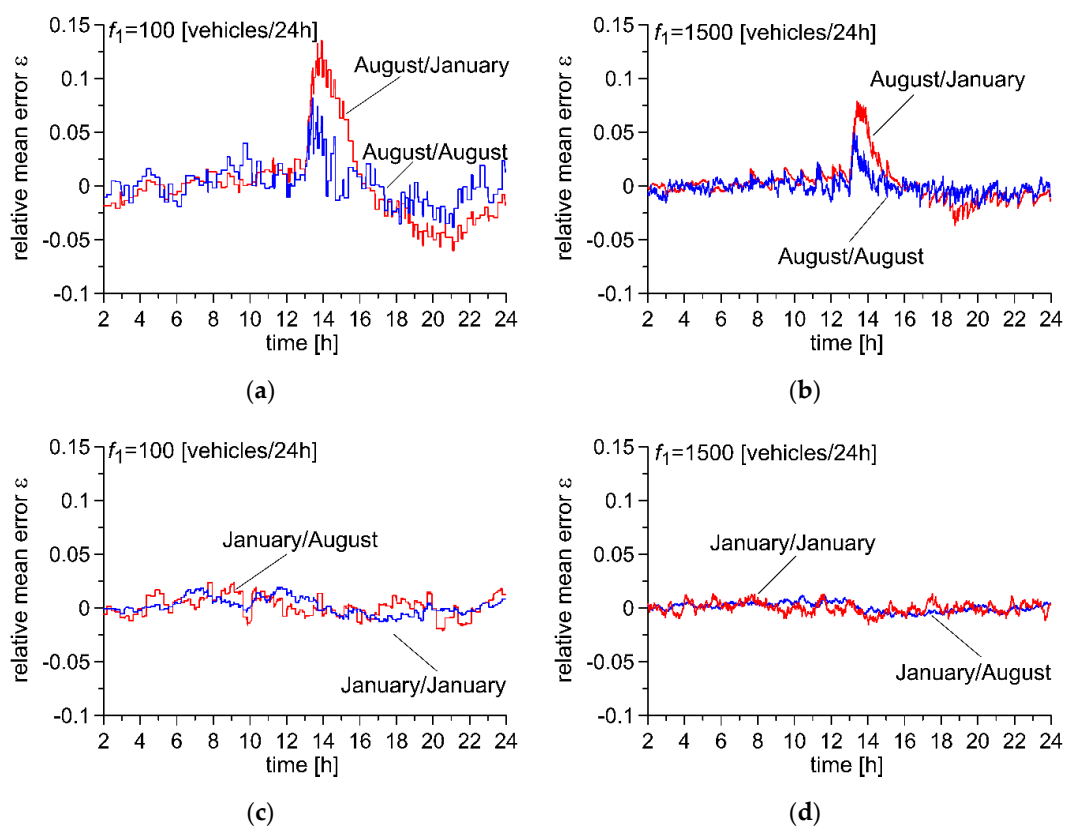 f1=100 [vehicles/24h]
relative mean error ε
0.15
0.1
0.05
0
-0.05
-0.1
August/January
August/August
2 4 6 8 10 12 14 16 18 20 22 24
time [h]
(a)
f1=1500 [vehicles/24h]
relative mean error ε
0.15
0.1
0.05
0
-0.05
-0.1
August/January
August/August
2 4 6 8 10 12 14 16 18 20 22 24
time [h]
(b)
f1=100 [vehicles/24h]
relative mean error ε
0.15
0.1
0.05
0
-0.05
-0.1
January/August
January/January
2 4 6 8 10 12 14 16 18 20 22 24
time [h]
(c)
f1=1500 [vehicles/24h]
relative mean error ε
0.15
0.1
0.05
0
-0.05
-0.1
January/January
January/August
2 4 6 8 10 12 14 16 18 20 22 24
time [h]
(d)